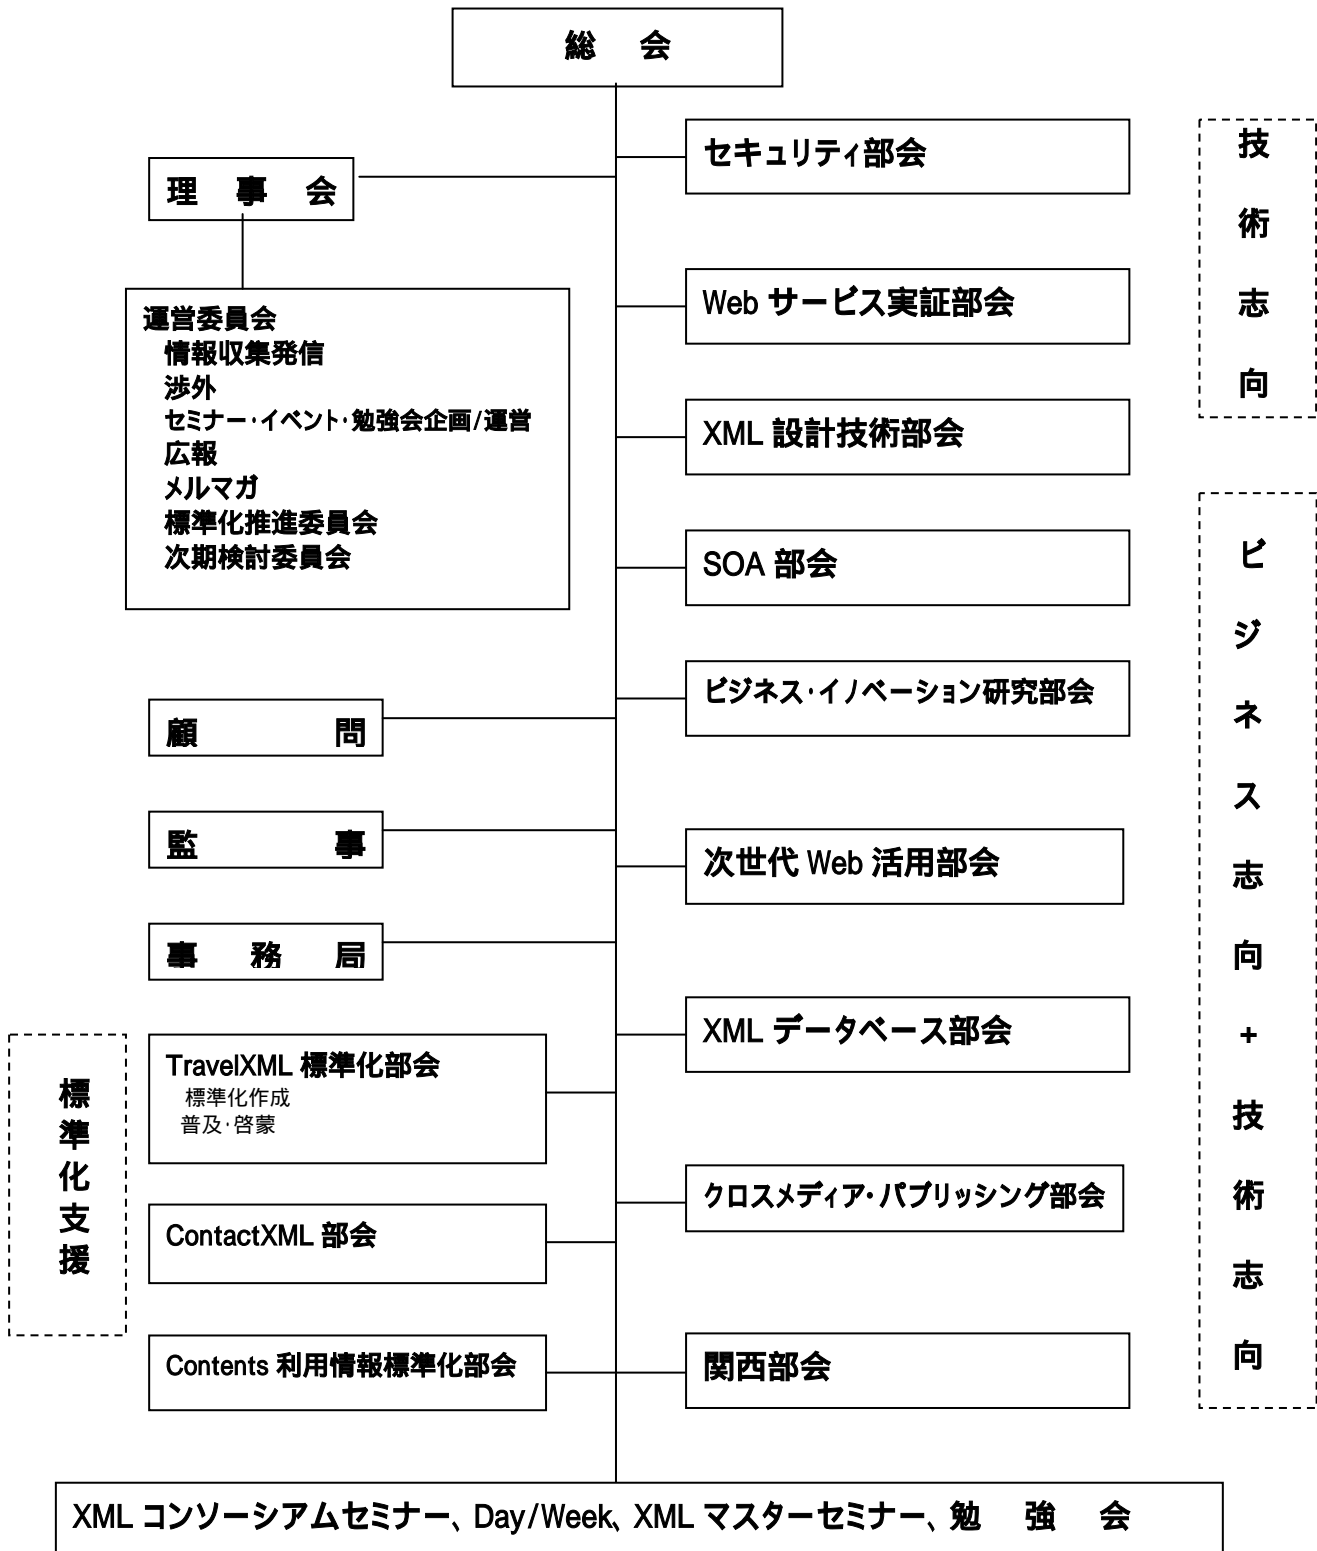 総 会
理 事 会
運営委員会
情報収集発信
渉外
セミナー・イベント・勉強会企画/運営
広報
メルマガ
標準化推進委員会
次期検討委員会
顧 問
監 事
事 務 局
標準化支援
TravelXML 標準化部会
標準化作成
普及・啓蒙
ContactXML 部会
Contents 利用情報標準化部会
セキュリティ部会
Web サービス実証部会
XML 設計技術部会
SOA 部会
ビジネス・イノベーション研究部会
次世代 Web 活用部会
XML データベース部会
クロスメディア・パブリッシング部会
関西部会
技術志向
ビジネス志向+技術志向
XML コンソーシアムセミナー、Day/Week、XML マスターセミナー、勉 強 会